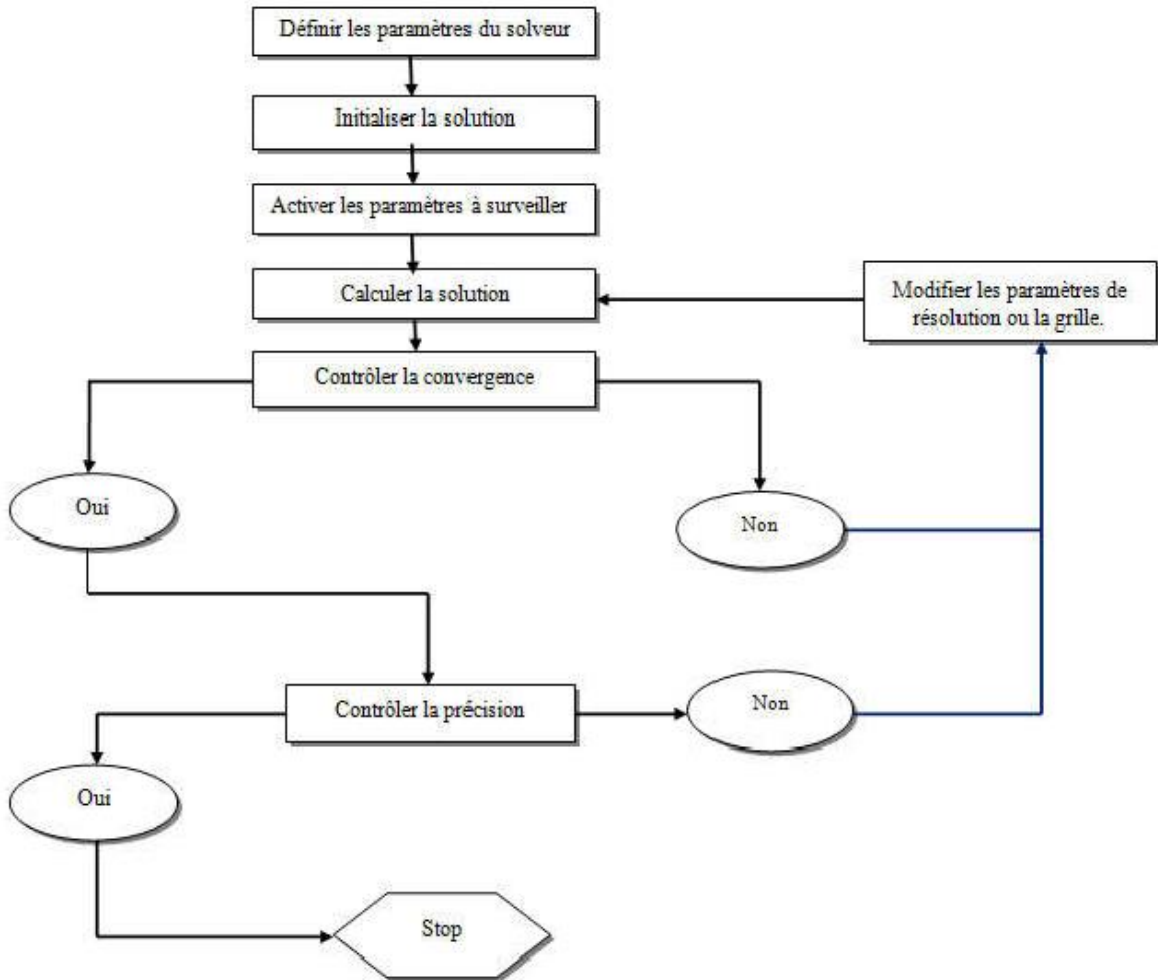 Définir les paramètres du solveur
Initialiser la solution
Activer les paramètres à surveiller
Calculer la solution
Modifier les paramètres de
résolution ou la grille.
Contrôler la convergence
Oui
Non
Contrôler la précision
Non
Oui
Stop